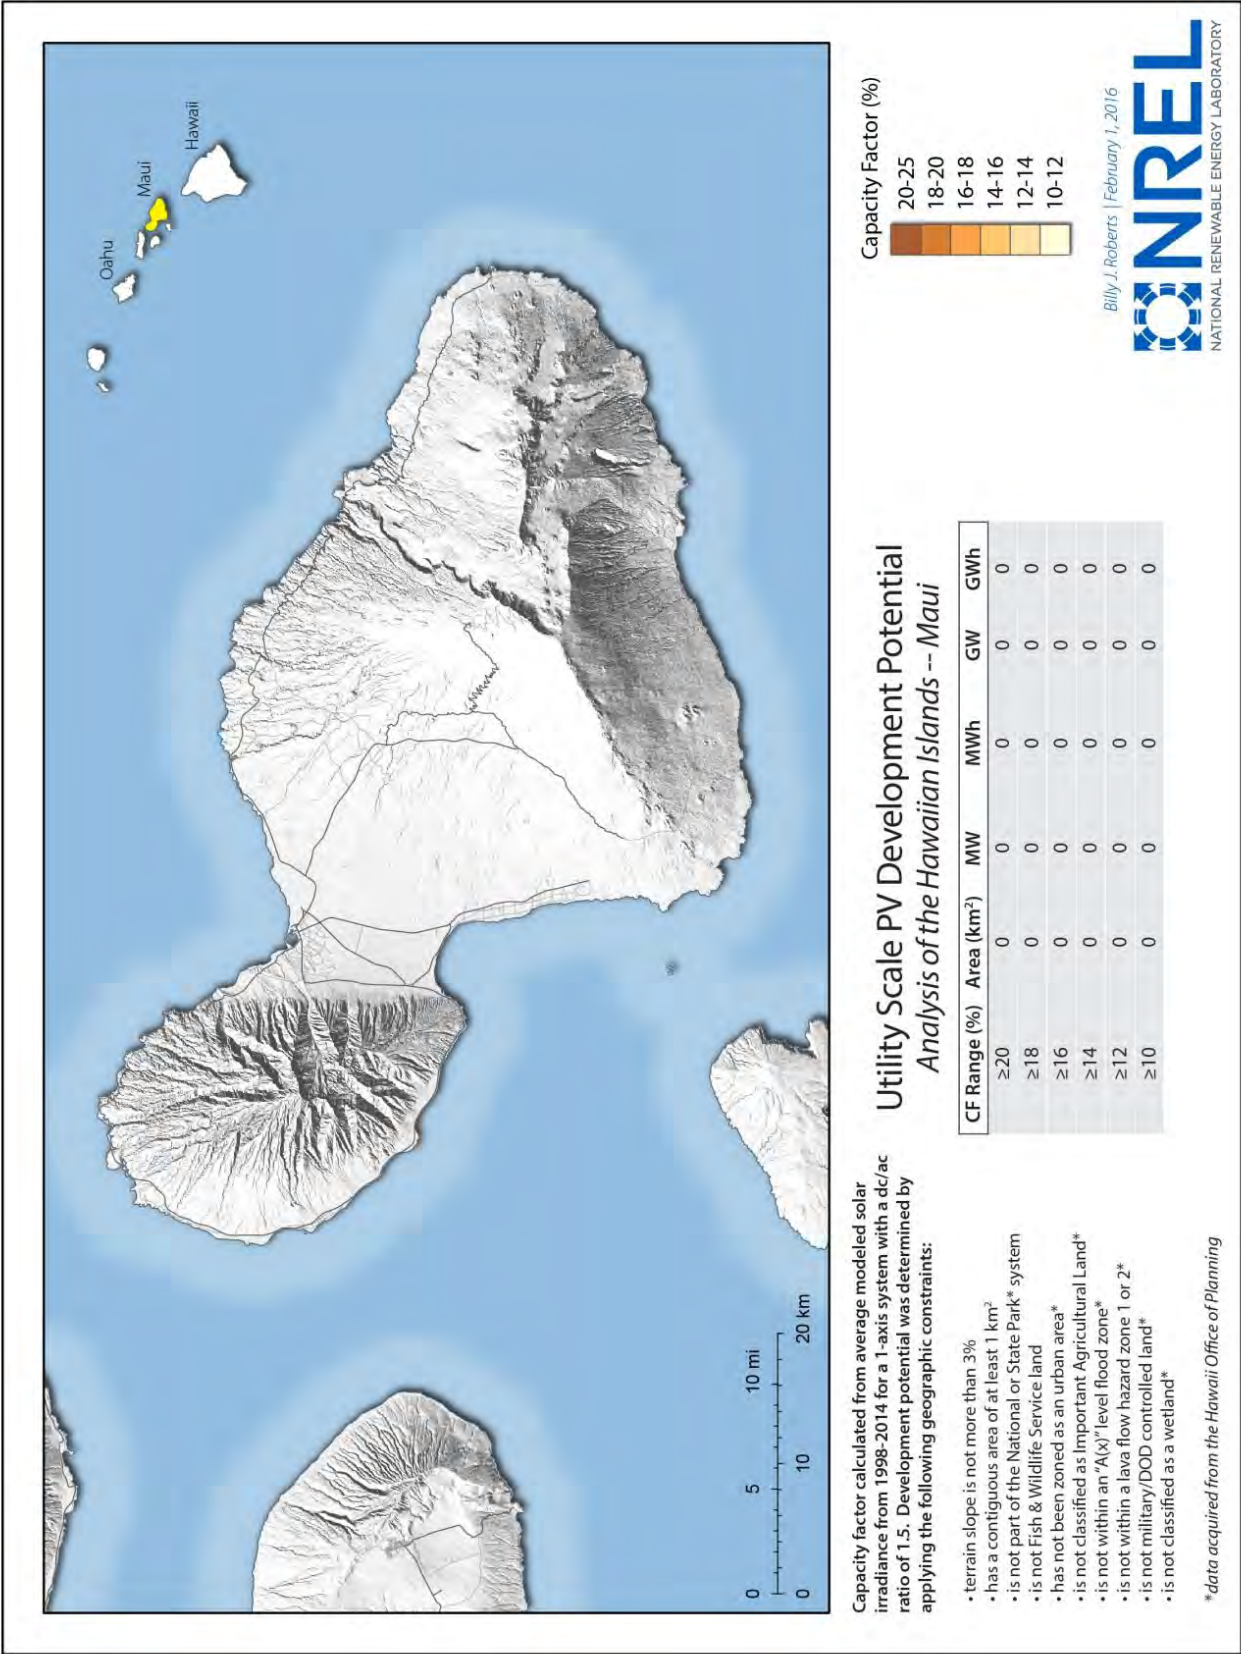 Oahu
Maui
Hawaii
0 5 10 mi
0 10 20 km
Capacity factor calculated from average modeled solar
irradiance from 1998-2014 for a 1-axis system with a dc/ac
ratio of 1.5. Development potential was determined by
applying the following geographic constraints:
• terrain slope is not more than 3%
• has a contiguous area of at least 1 km²
• is not part of the National or State Park* system
• is not Fish & Wildlife Service land
• has not been zoned as an urban area*
• is not classified as Important Agricultural Land*
• is not within an "A(x)" level flood zone*
• is not within a lava flow hazard zone 1 or 2*
• is not military/DOD controlled land*
• is not classified as a wetland*
*data acquired from the Hawaii Office of Planning
Utility Scale PV Development Potential
Analysis of the Hawaiian Islands -- Maui
CF Range (%) Area (km²) MW MWh GW GWh
≥20 0 0 0 0 0
≥18 0 0 0 0 0
≥16 0 0 0 0 0
≥14 0 0 0 0 0
≥12 0 0 0 0 0
≥10 0 0 0 0 0
Capacity Factor (%)
20-25
18-20
16-18
14-16
12-14
10-12
Billy J. Roberts | February 1, 2016
NREL
NATIONAL RENEWABLE ENERGY LABORATORY